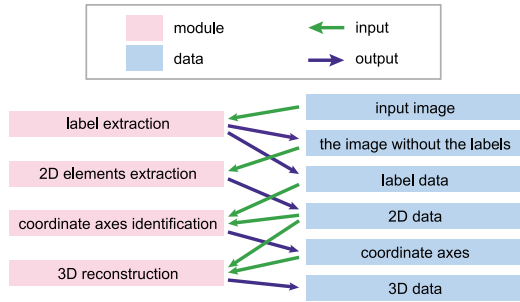 module
input
data
output
label extraction
2D elements extraction
coordinate axes identification
3D reconstruction
input image
the image without the labels
label data
2D data
coordinate axes
3D data